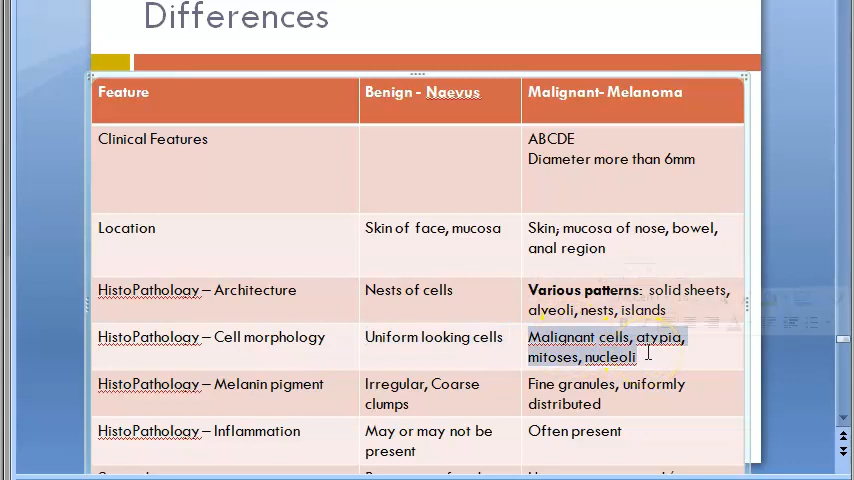 Differences
Feature
Benign - Naevus
Malignant- Melanoma
Clinical Features
ABCDE
Diameter more than 6mm
Location
Skin of face, mucosa
Skin; mucosa of nose, bowel,
anal region
HistoPathology – Architecture
Nests of cells
Various patterns: solid sheets,
alveoli, nests, islands
HistoPathology – Cell morphology
Uniform looking cells
Malignant cells, atypia,
mitoses, nucleoli
HistoPathology – Melanin pigment
Irregular, Coarse
clumps
Fine granules, uniformly
distributed
HistoPathology – Inflammation
May or may not be
present
Often present